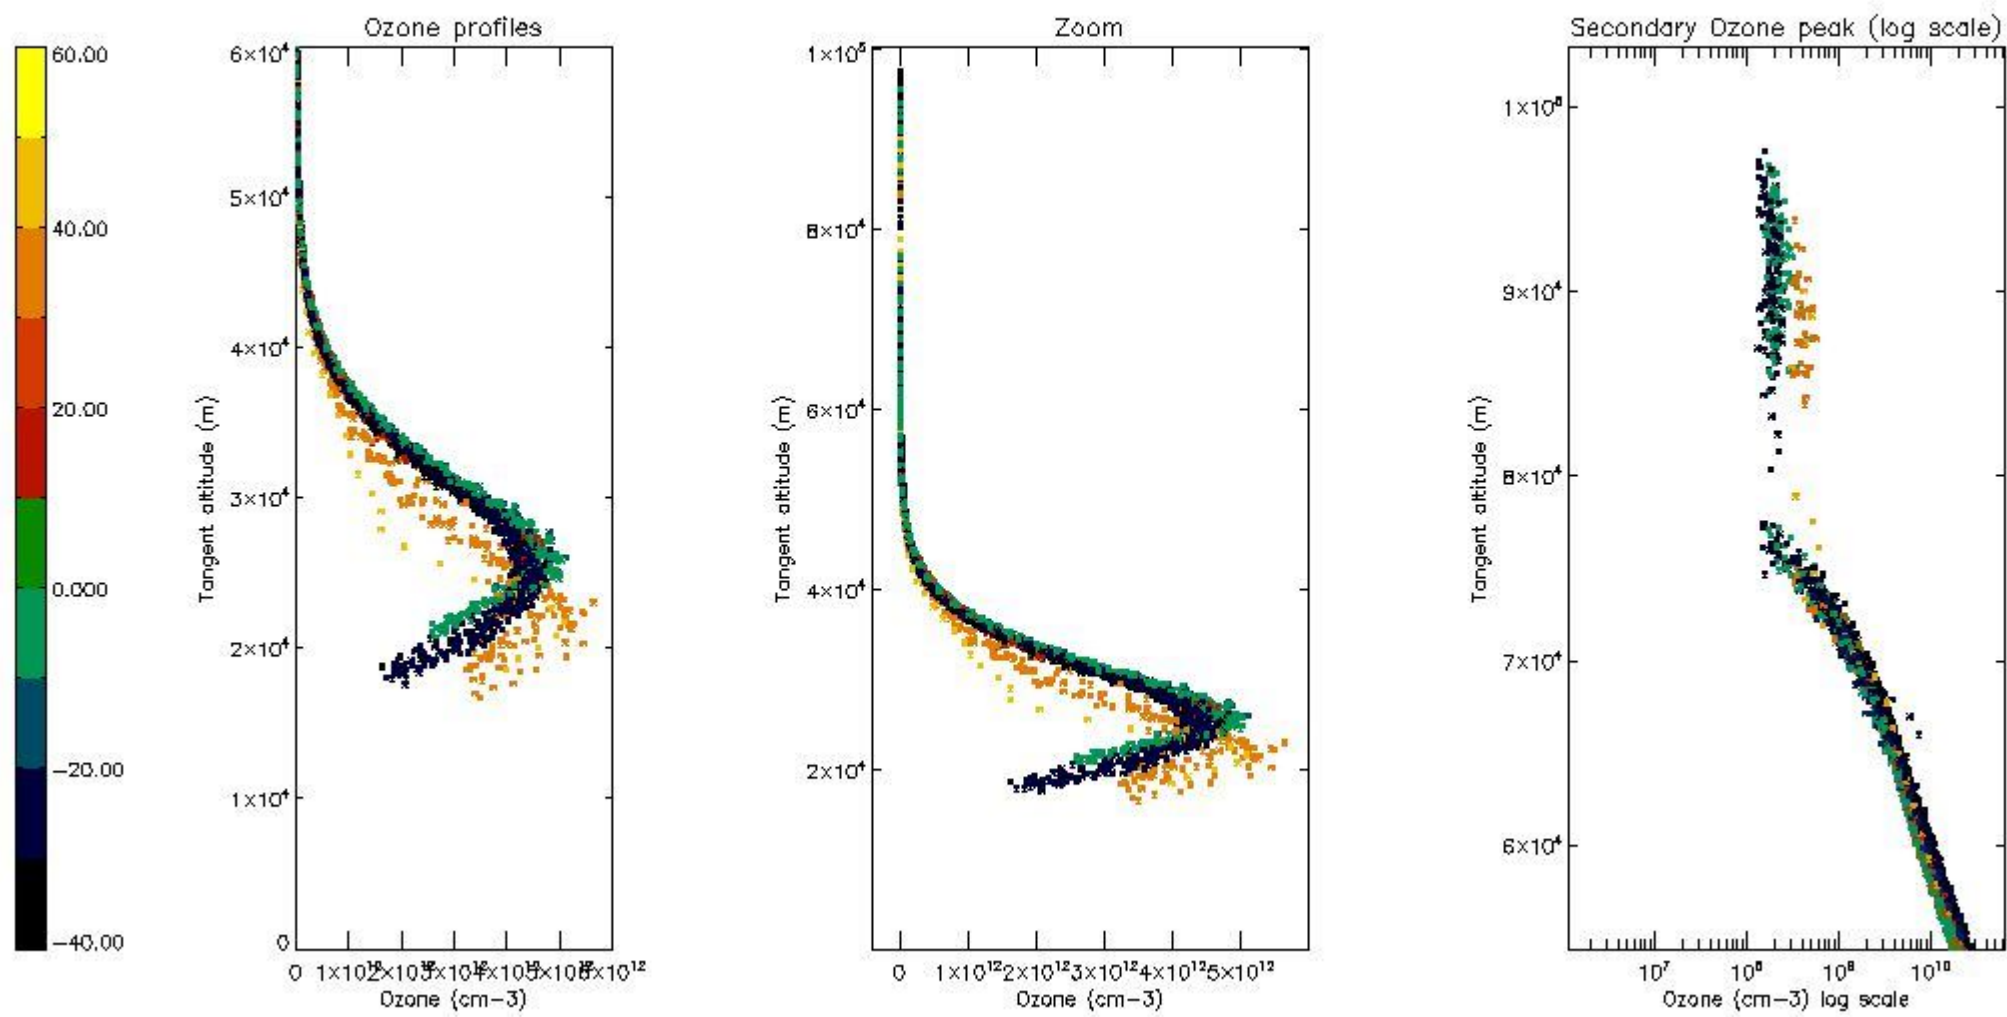 Ozone profiles
Zoom
Secondary Ozone peak (log scale)
60.00
40.00
20.00
0.000
-20.00
-40.00
6×10⁴
5×10⁴
4×10⁴
3×10⁴
2×10⁴
1×10⁴
0
Tangent altitude (m)
0 1×10¹²
Ozone (cm-3)
1×10⁵
8×10⁴
6×10⁴
4×10⁴
2×10⁴
Tangent altitude (m)
0 1×10¹²2×10¹²3×10¹²4×10¹²5×10¹²
Ozone (cm-3)
9×10⁴
8×10⁴
7×10⁴
6×10⁴
Tangent altitude (m)
10⁷ 10⁸ 10⁹ 10¹⁰
Ozone (cm-3) log scale